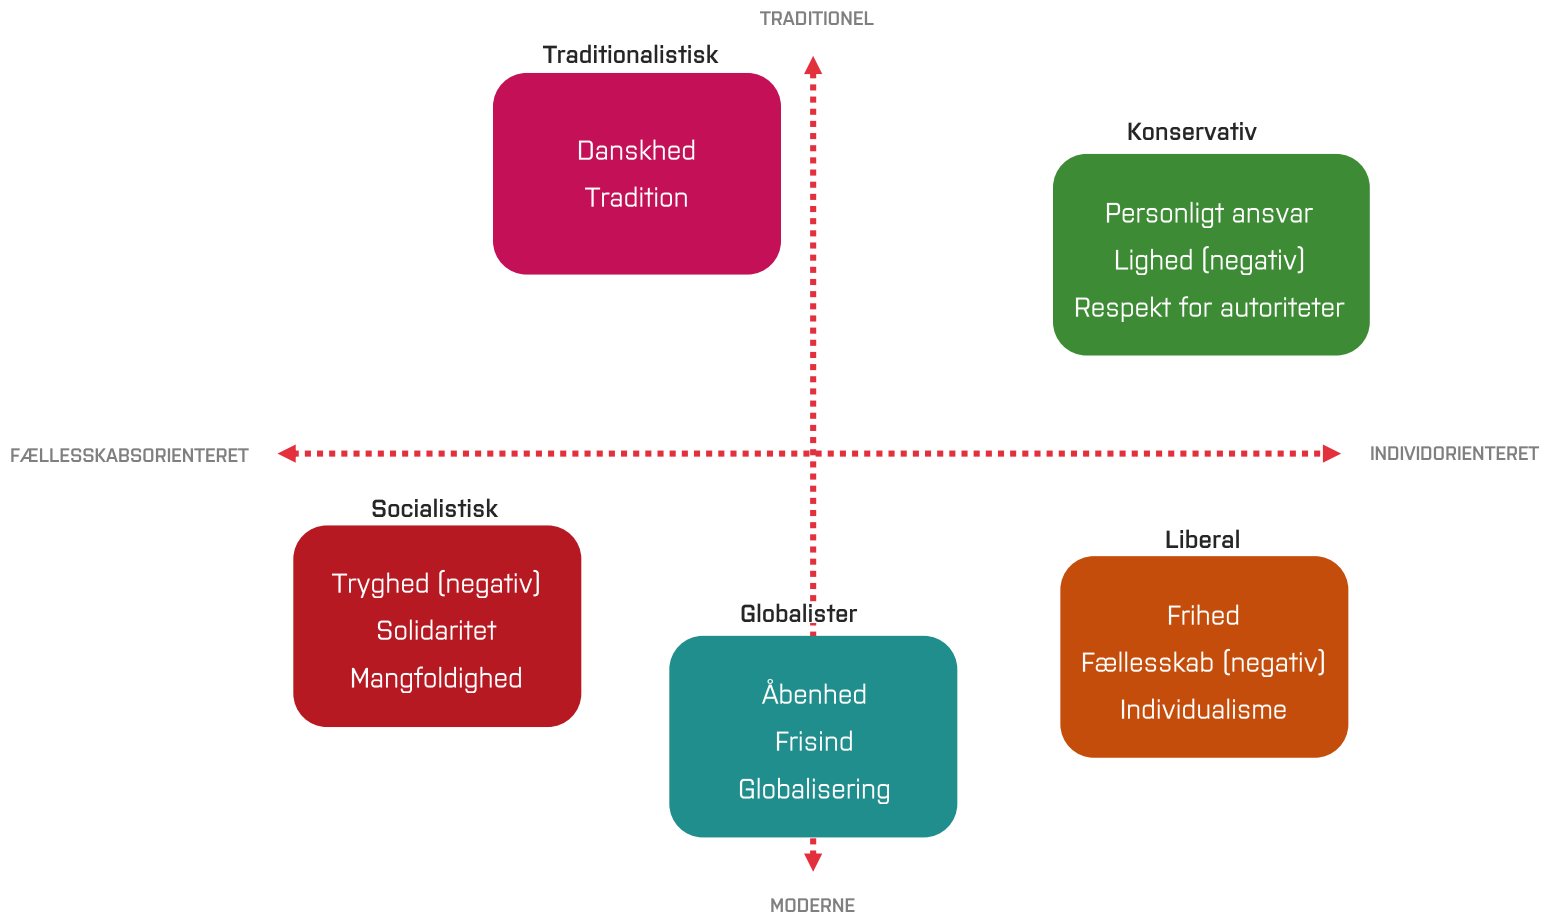 TRADITIONEL
Traditionalistisk
Danskhed
Tradition
Konservativ
Personligt ansvar
Lighed (negativ)
Respekt for autoriteter
FÆLLESSKABSORIENTERET
INDIVIDORIENTERET
Socialistisk
Tryghed (negativ)
Solidaritet
Mangfoldighed
Globalister
Åbenhed
Frisind
Globalisering
Liberal
Frihed
Fællesskab (negativ)
Individualisme
MODERNE